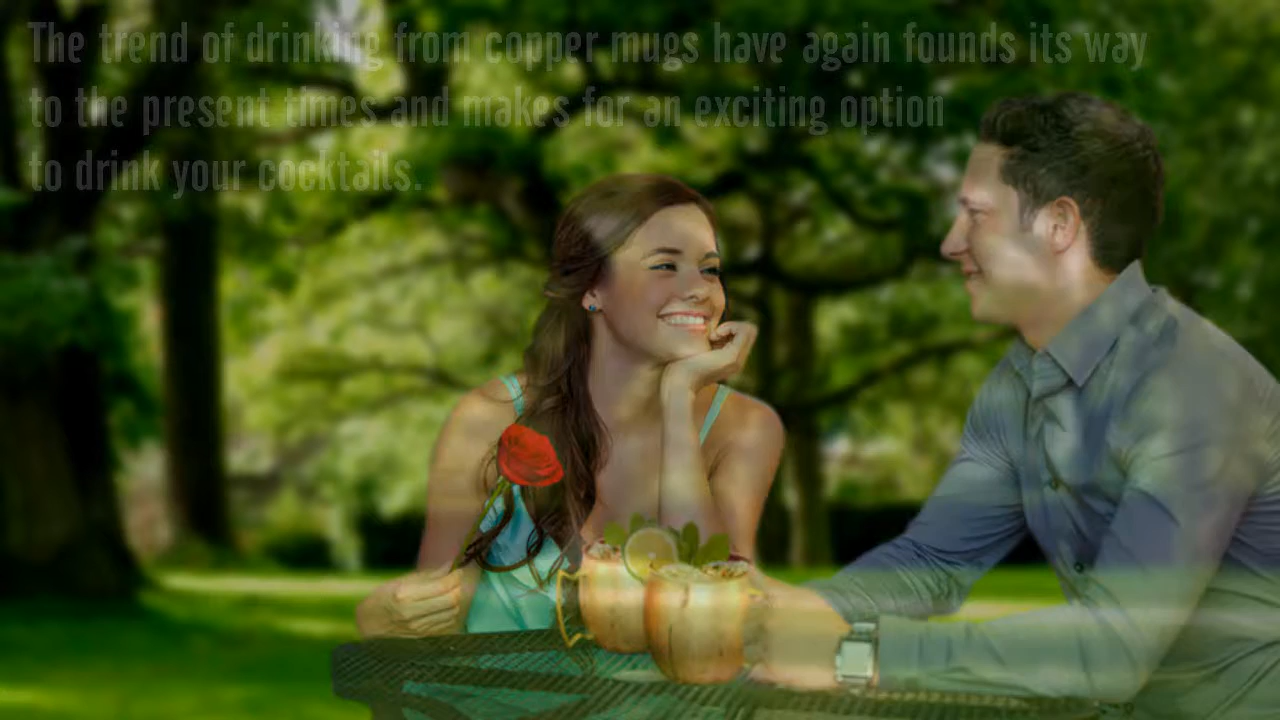 The trend of drinking from copper mugs have again founds its way
to the present times and makes for an exciting option
to drink your cocktails.